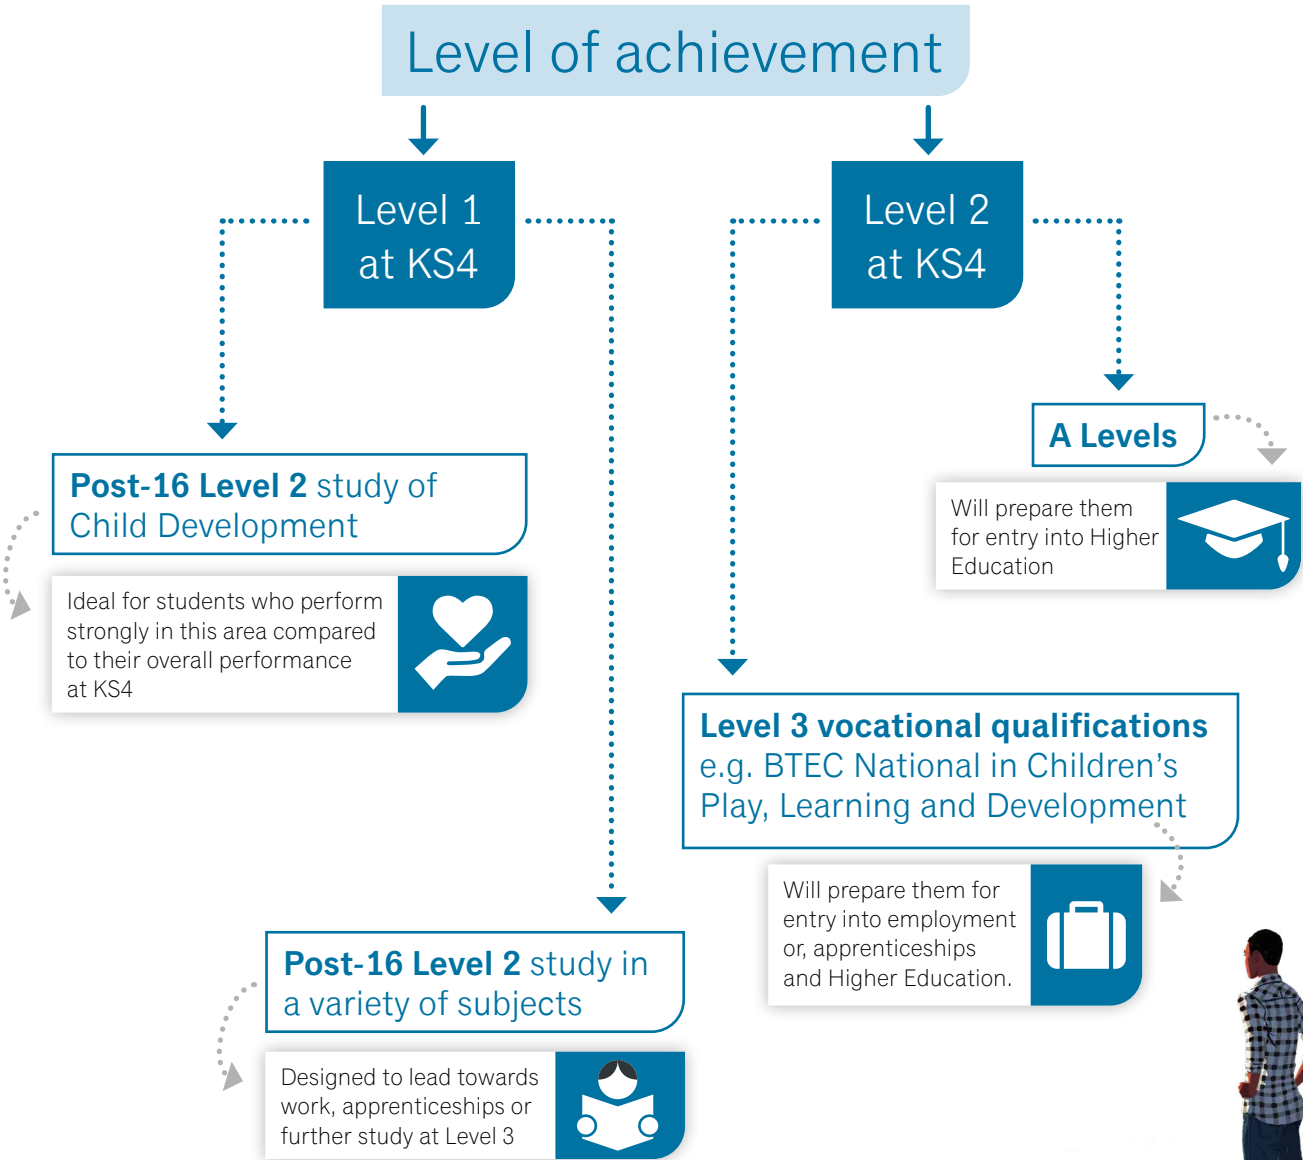 Level of achievement
Level 1
at KS4
Level 2
at KS4
A Levels
Will prepare them
for entry into Higher
Education
Post-16 Level 2 study of
Child Development
Ideal for students who perform
strongly in this area compared
to their overall performance
at KS4
Level 3 vocational qualifications
e.g. BTEC National in Children’s
Play, Learning and Development
Will prepare them for
entry into employment
or, apprenticeships
and Higher Education.
Post-16 Level 2 study in
a variety of subjects
Designed to lead towards
work, apprenticeships or
further study at Level 3